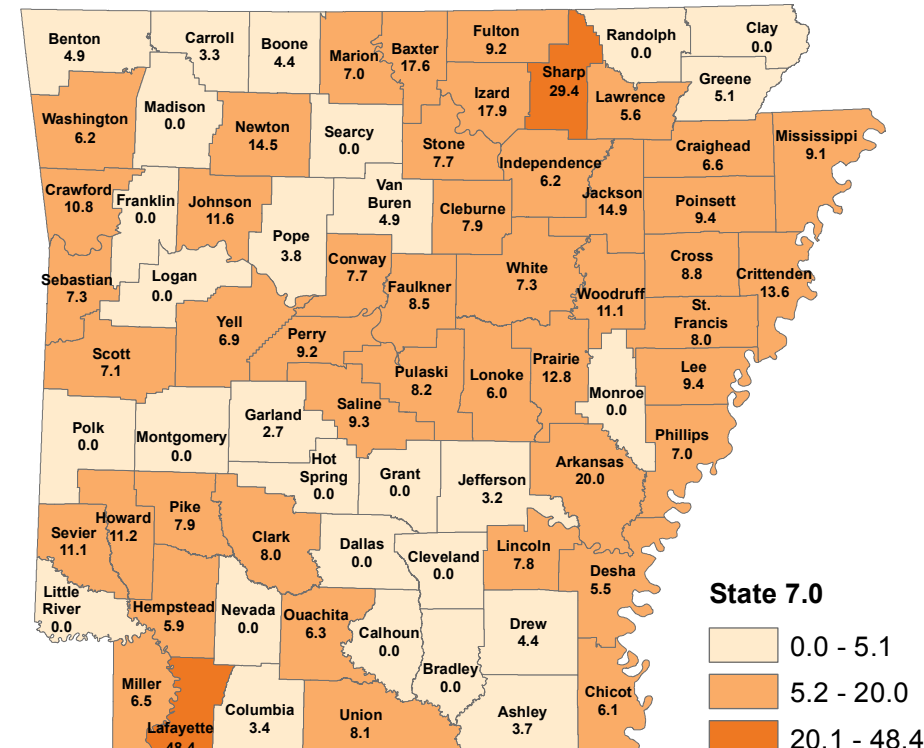 Benton
4.9
Carroll
3.3
Boone
4.4
Marion
7.0
Baxter
17.6
Fulton
9.2
Sharp
29.4
Randolph
0.0
Clay
0.0
Greene
5.1
Washington
6.2
Madison
0.0
Newton
14.5
Searcy
0.0
Izard
17.9
Lawrence
5.6
Stone
7.7
Independence
6.2
Craighead
6.6
Mississippi
9.1
Crawford
10.8
Franklin
0.0
Johnson
11.6
Pope
3.8
Van
Buren
4.9
Cleburne
7.9
Jackson
14.9
Poinsett
9.4
Sebastian
7.3
Logan
0.0
Conway
7.7
Faulkner
8.5
White
7.3
Woodruff
11.1
Cross
8.8
Crittenden
13.6
St.
Francis
8.0
Scott
7.1
Yell
6.9
Perry
9.2
Pulaski
8.2
Lonoke
6.0
Prairie
12.8
Monroe
0.0
Lee
9.4
Polk
0.0
Montgomery
0.0
Garland
2.7
Saline
9.3
Hot
Spring
0.0
Grant
0.0
Jefferson
3.2
Arkansas
20.0
Phillips
7.0
Sevier
11.1
Howard
11.2
Pike
7.9
Clark
8.0
Dallas
0.0
Cleveland
0.0
Lincoln
7.8
Desha
5.5
Little
River
0.0
Hempstead
5.9
Nevada
0.0
Ouachita
6.3
Calhoun
0.0
Bradley
0.0
Drew
4.4
Miller
6.5
Lafayette
48.4
Columbia
3.4
Union
8.1
Ashley
3.7
Chicot
6.1
State 7.0
0.0 - 5.1
5.2 - 20.0
20.1 - 48.4